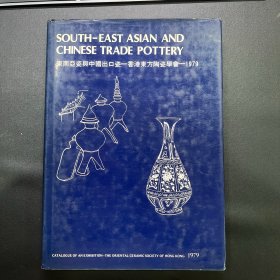 SOUTH-EAST ASIAN AND
CHINESE TRADE POTTERY
東南亞瓷與中國出口瓷—香港東方陶瓷學會—1979
CATALOGUE OF AN EXHIBITION—THE ORIENTAL CERAMIC SOCIETY OF HONG KONG 1979